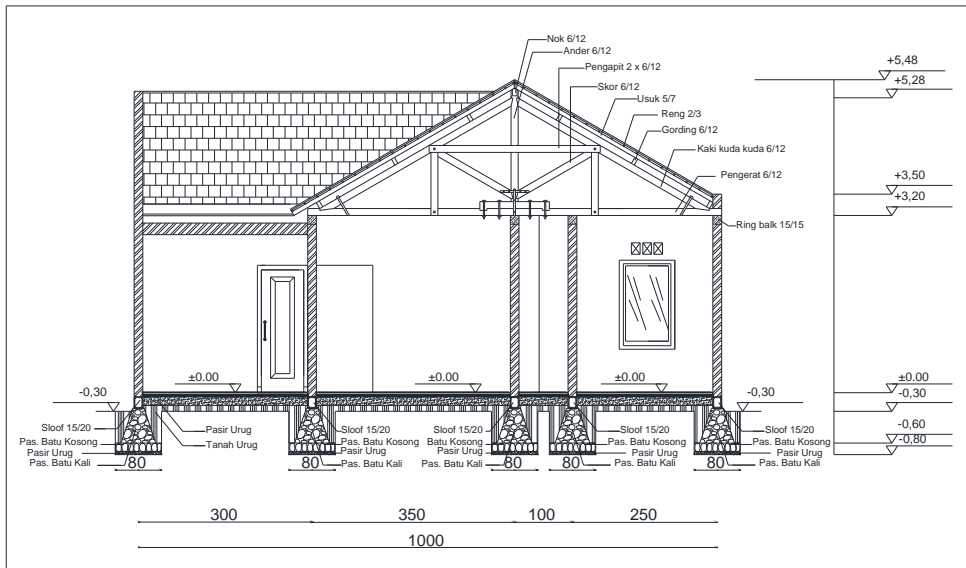 Nok 6/12
Ander 6/12
Pengapit 2 x 6/12
Skor 6/12
Usuk 5/7
Reng 2/3
Gording 6/12
Kaki kuda kuda 6/12
Pengerat 6/12
Ring balk 15/15
+5,48
+5,28
+3,50
+3,20
±0.00
-0,30
-0,60
-0,80
±0.00
±0.00
±0.00
-0,30
-0,30
Sloof 15/20
Pas. Batu Kosong
Pasir Urug
Pas. Batu Kali
80
Pasir Urug
Tanah Urug
80
Sloof 15/20
Pas. Batu Kosong
Pasir Urug
Pas. Batu Kali
Sloof 15/20
Batu Kosong
Pasir Urug
Pas. Batu Kali
80
80
Sloof 15/20
Pas. Batu Kosong
Pasir Urug
Pas. Batu Kali
80
Sloof 15/20
Pas. Batu Kosong
Pasir Urug
Pas. Batu Kali
300
350
100
250
1000